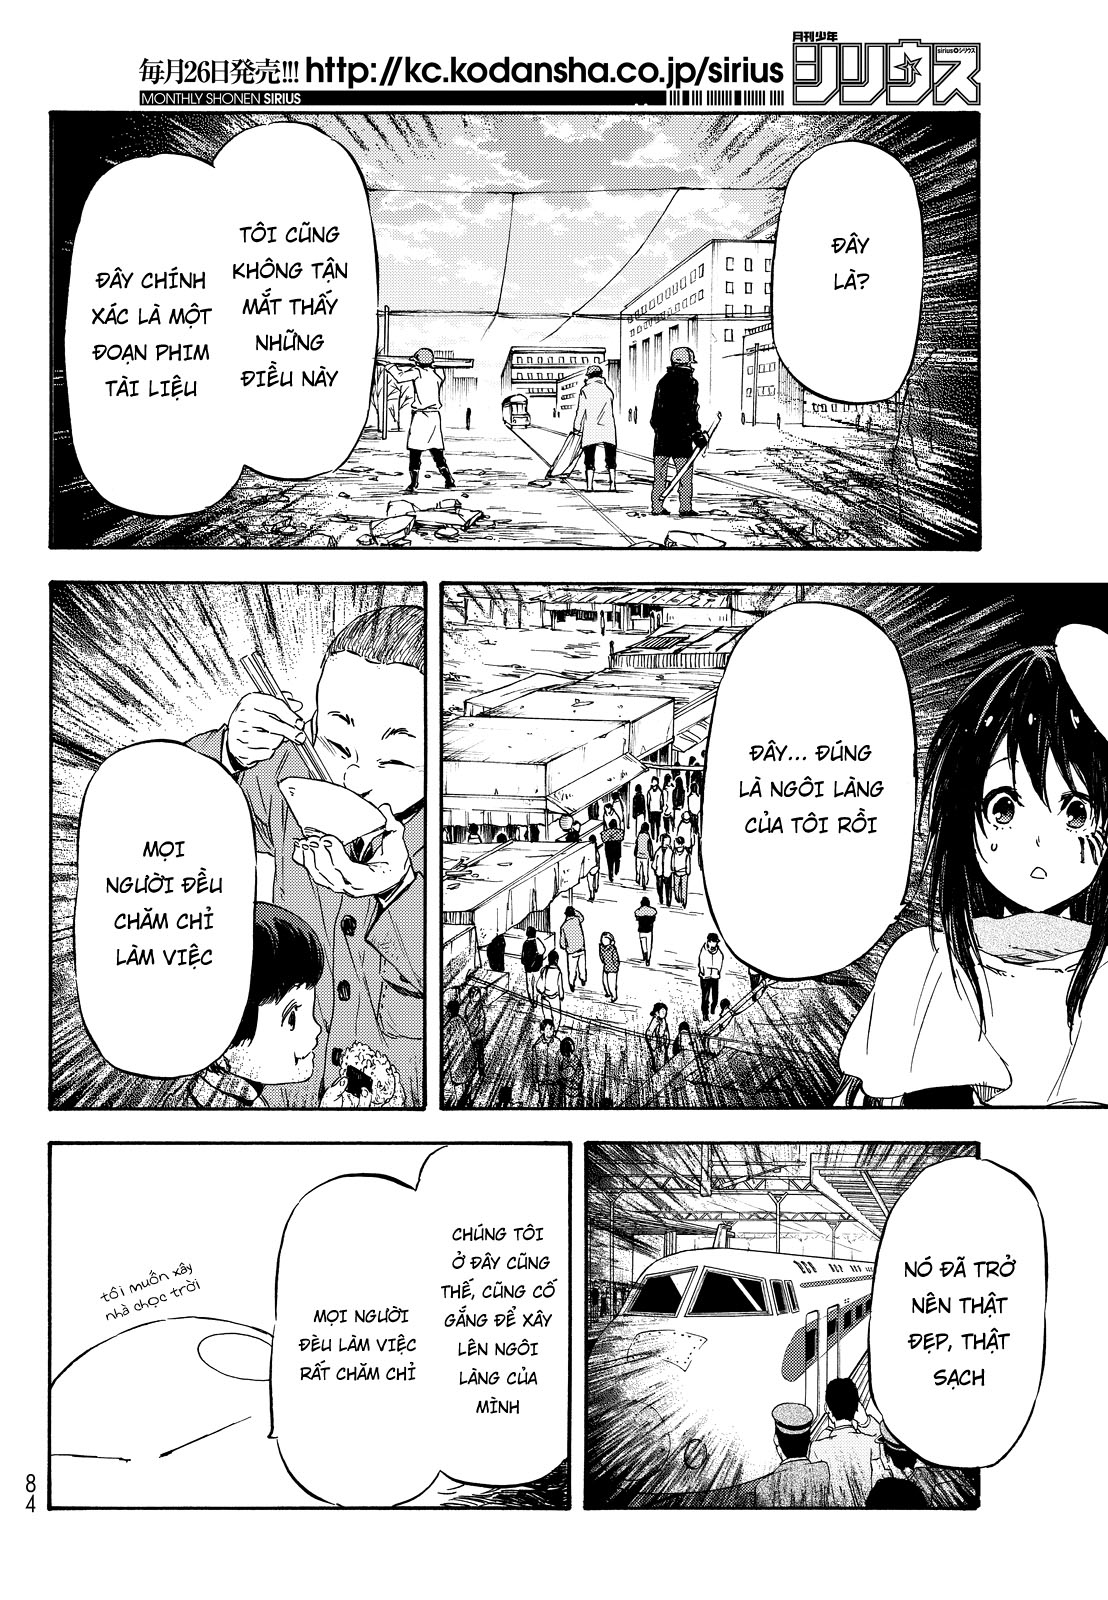 月刊少年
シリウス
sirius●シリウス
毎月26日発売!!! http://kc.kodansha.co.jp/sirius
MONTHLY SHONEN SIRIUS
ĐÂY
LÀ?
TÔI CŨNG
KHÔNG TẬN
MẮT THẤY
NHỮNG
ĐIỀU NÀY
ĐÂY CHÍNH
XÁC LÀ MỘT
ĐOẠN PHIM
TÀI LIỆU
ĐÂY... ĐÚNG
LÀ NGÔI LÀNG
CỦA TÔI RỒI
MỌI
NGƯỜI ĐỀU
CHĂM CHỈ
LÀM VIỆC
NÓ ĐÃ TRỞ
NÊN THẬT
ĐẸP, THẬT
SẠCH
CHÚNG TÔI
Ở ĐÂY CŨNG
THẾ, CŨNG CỐ
GẮNG ĐỂ XÂY
LÊN NGÔI
LÀNG CỦA
MÌNH
MỌI NGƯỜI
ĐỀU LÀM VIỆC
RẤT CHĂM CHỈ
tôi muốn xây
nhà chọc trời
84